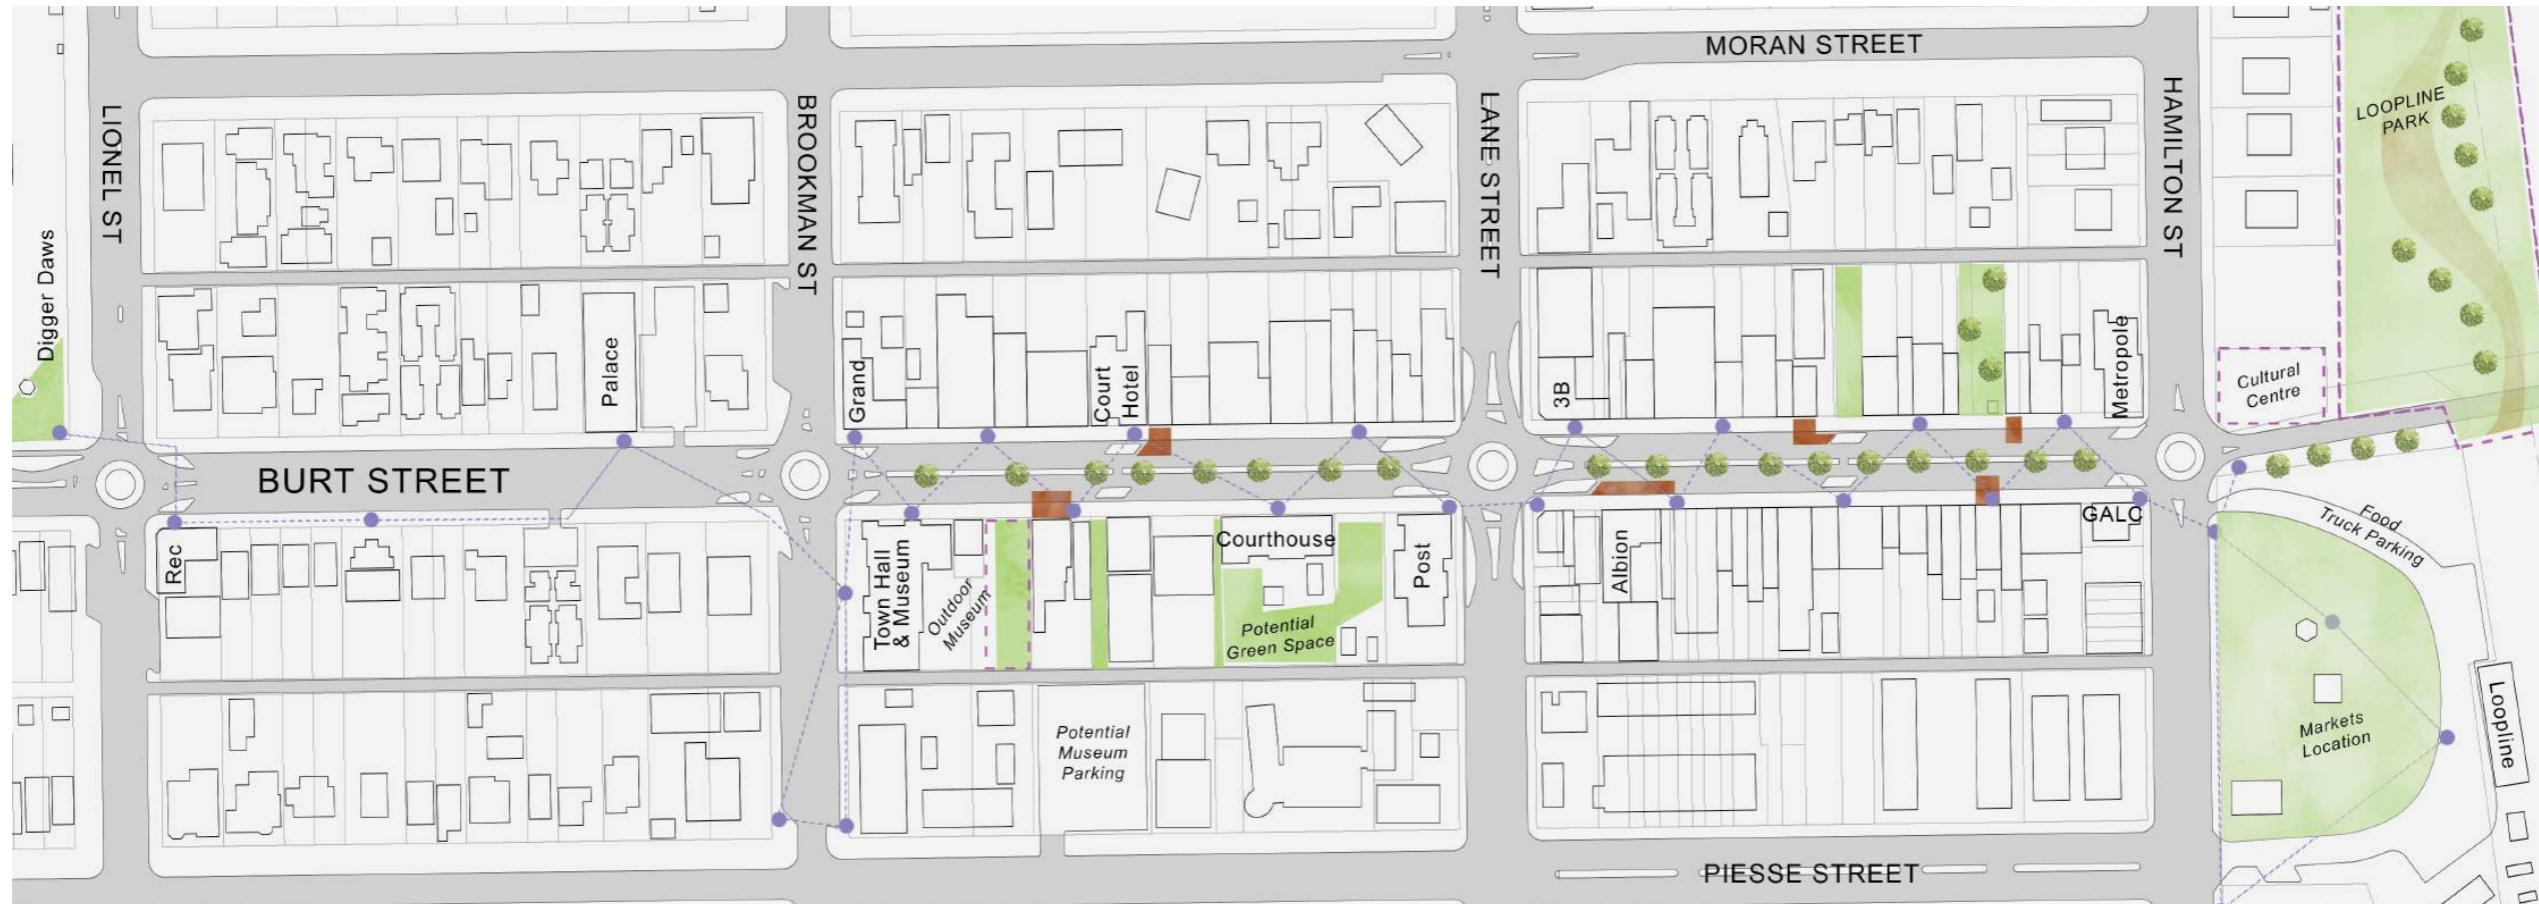 MORAN STREET
LIONEL ST
BROOKMAN ST
LANE STREET
HAMILTON ST
LOOPLINE
PARK
Digger Daws
Palace
Grand
Court
Hotel
3B
Metropole
Cultural
Centre
BURT STREET
Rec
Town Hall
& Museum
Outdoor
Museum
Courthouse
Potential
Green Space
Post
Albion
GALC
Food
Truck Parking
Potential
Museum
Parking
Markets
Location
Loopline
PIESSE STREET